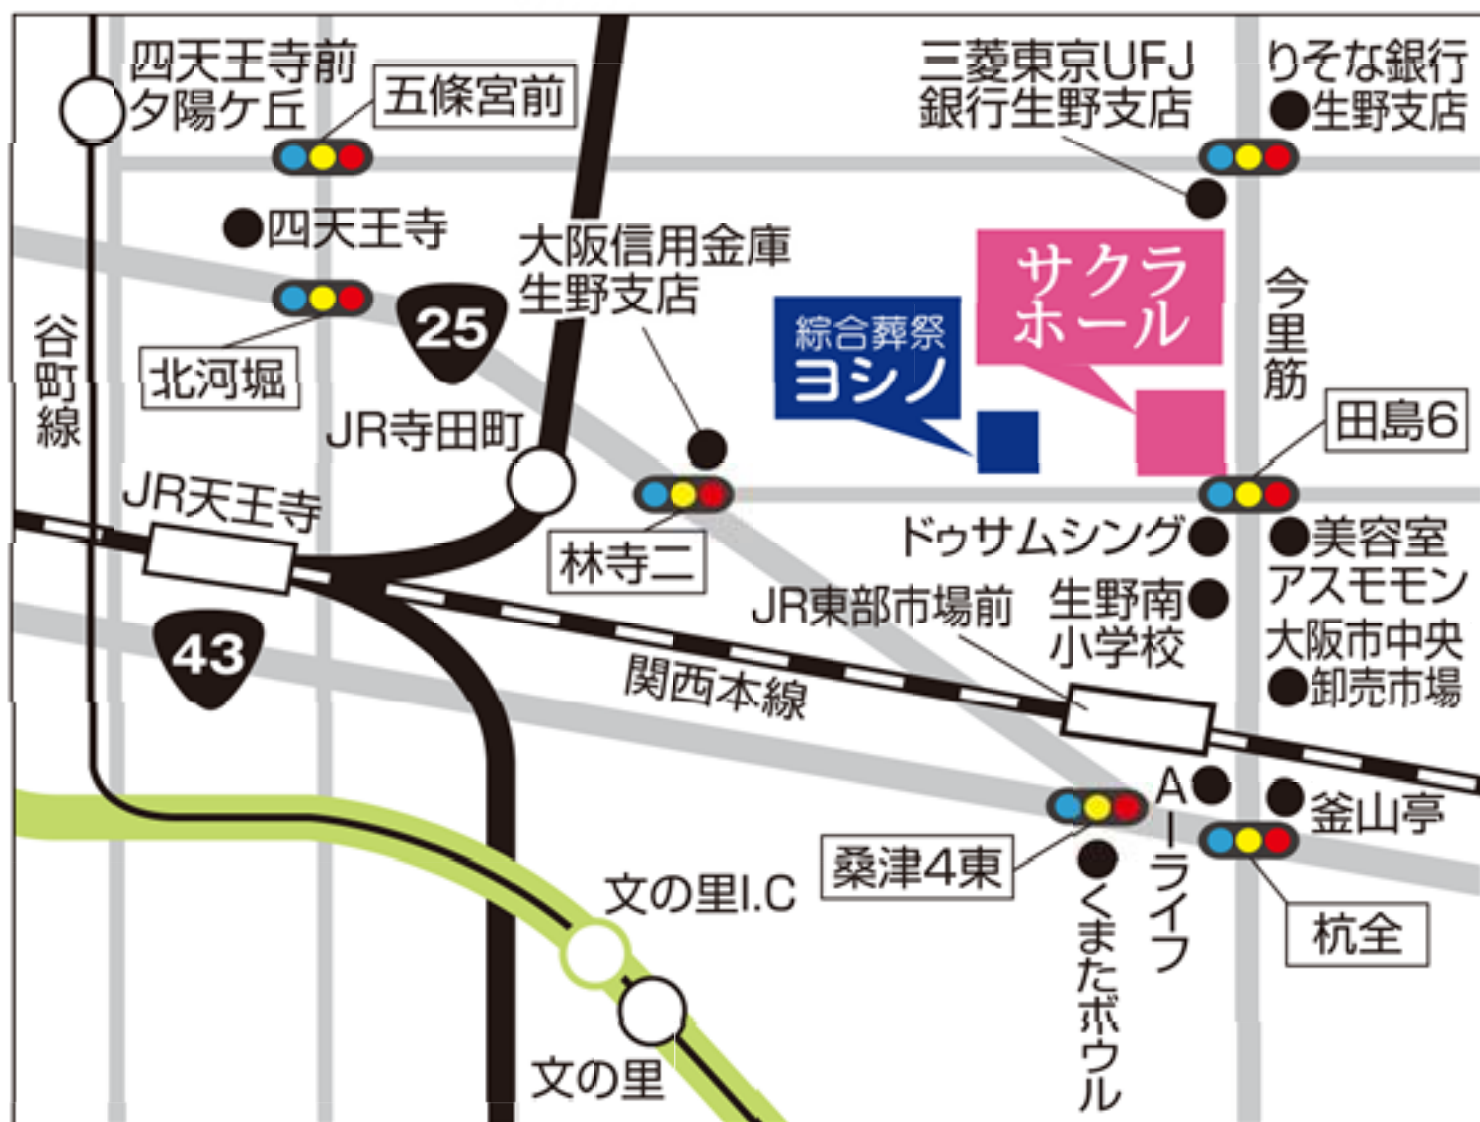 四天王寺前
夕陽ケ丘
五條宮前
三菱東京UFJ
銀行生野支店
りそな銀行
生野支店
四天王寺
大阪信用金庫
生野支店
サクラ
ホール
今里筋
25
綜合葬祭
ヨシノ
谷町線
北河堀
JR寺田町
田島6
JR天王寺
林寺二
ドゥサムシング
美容室
アスモモン
JR東部市場前
生野南
小学校
大阪市中央
卸売市場
43
関西本線
Aーライフ
釜山亭
桑津4東
くまたボウル
杭全
文の里I.C
文の里